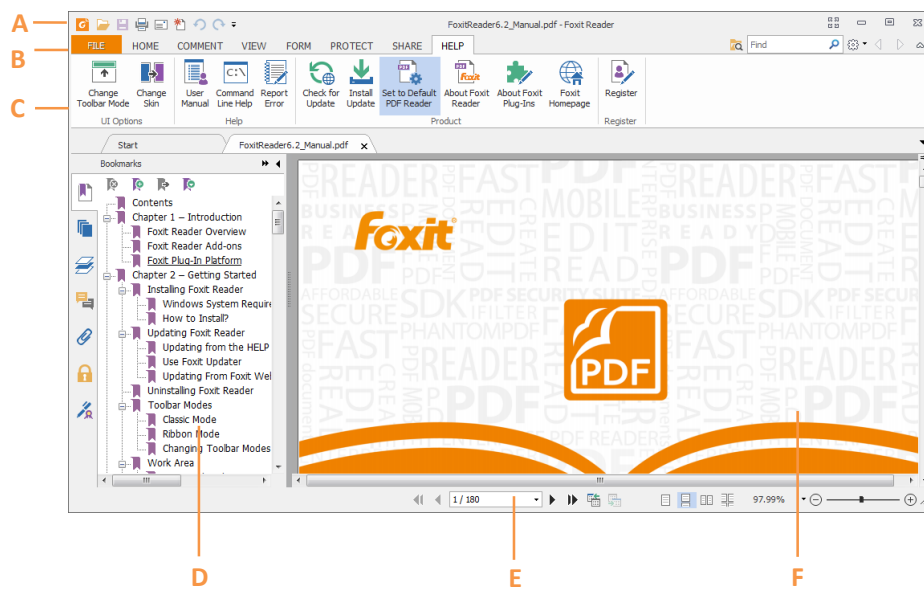 A
FoxitReader6.2_Manual.pdf - Foxit Reader
B
FILE HOME COMMENT VIEW FORM PROTECT SHARE HELP Find
C
Change Toolbar Mode
Change Skin
User Manual
Command Line Help
Report Error
Check for Update
Install Update
Set to Default PDF Reader
About Foxit Reader
About Foxit Plug-Ins
Foxit Homepage
Register
UI Options Help Product Register
Start FoxitReader6.2_Manual.pdf x
Bookmarks
Contents
Chapter 1 – Introduction
Foxit Reader Overview
Foxit Reader Add-ons
Foxit Plug-In Platform
Chapter 2 – Getting Started
Installing Foxit Reader
Windows System Require
How to Install?
Updating Foxit Reader
Updating from the HELP
Use Foxit Updater
Updating From Foxit Wel
Uninstalling Foxit Reader
Toolbar Modes
Classic Mode
Ribbon Mode
Changing Toolbar Modes
Work Area
Foxit
PDF
1 / 180
97.99%
D
E
F